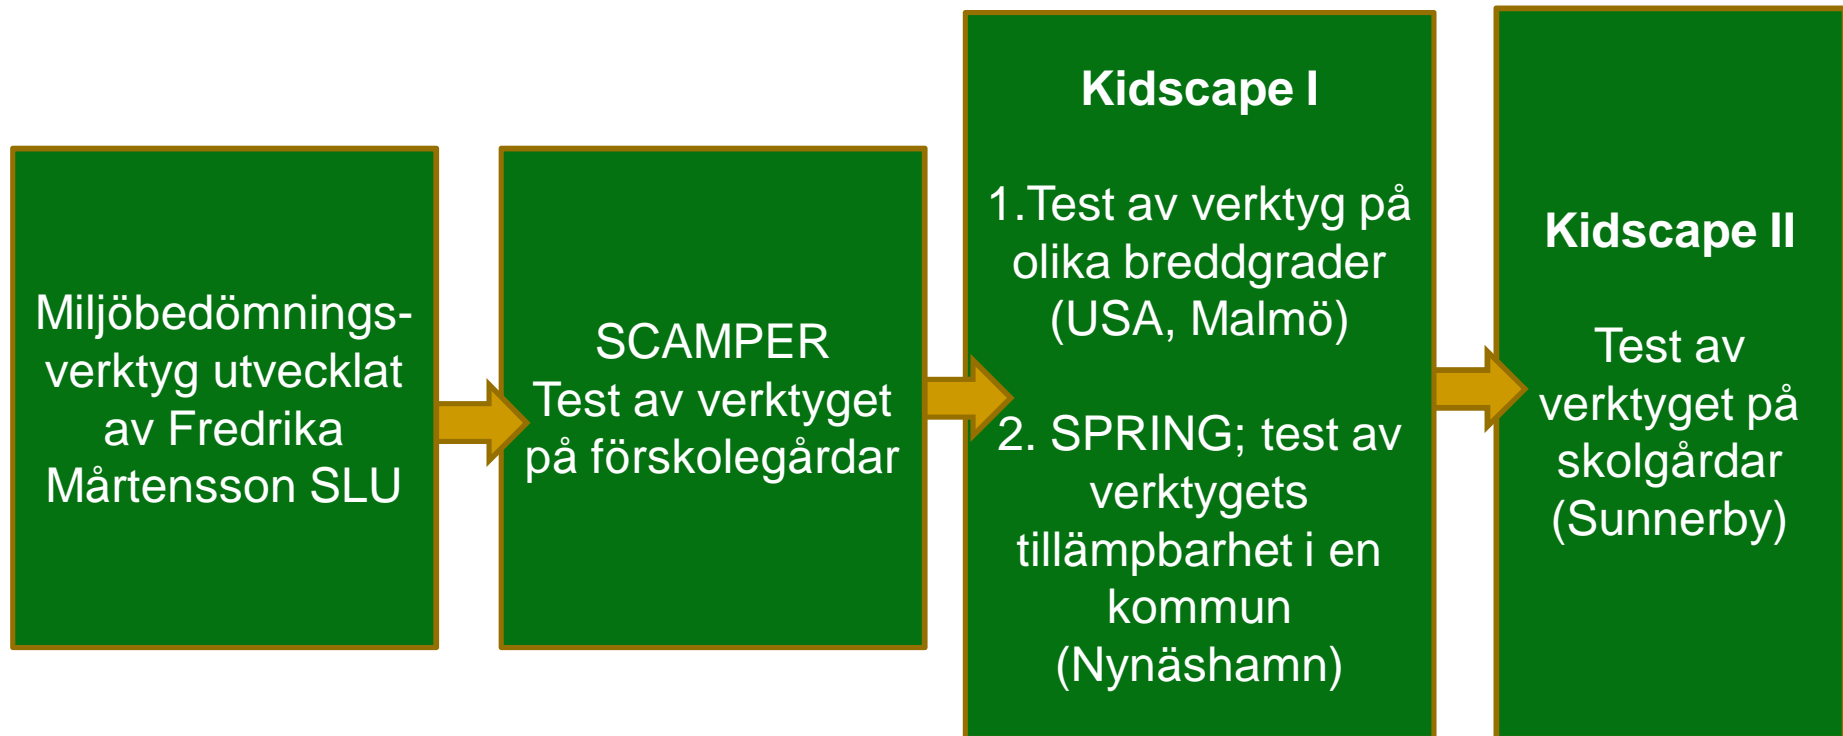 Miljöbedömnings-
verktyg utvecklat
av Fredrika
Mårtensson SLU
SCAMPER
Test av verktyget
på förskolegårdar
Kidscape I
1.Test av verktyg på
olika breddgrader
(USA, Malmö)
2. SPRING; test av
verktygets
tillämpbarhet i en
kommun
(Nynäshamn)
Kidscape II
Test av
verktyget på
skolgårdar
(Sunnerby)